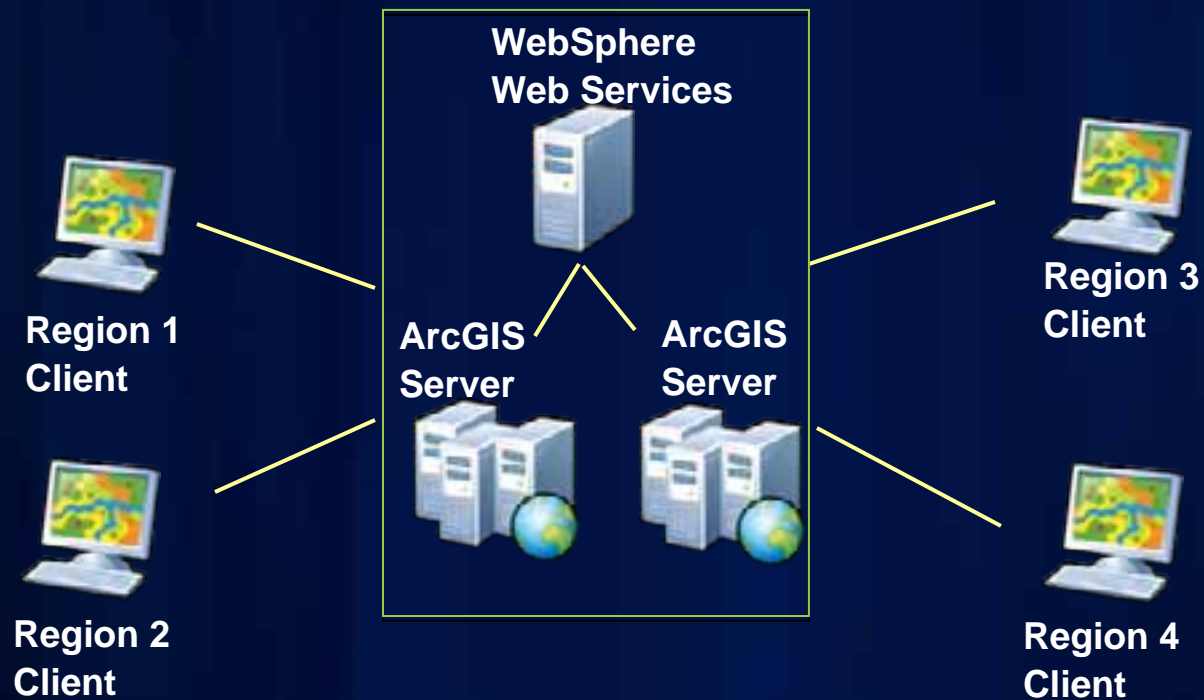 WebSphere
Web Services
Region 1
Client
ArcGIS
Server
ArcGIS
Server
Region 3
Client
Region 2
Client
Region 4
Client